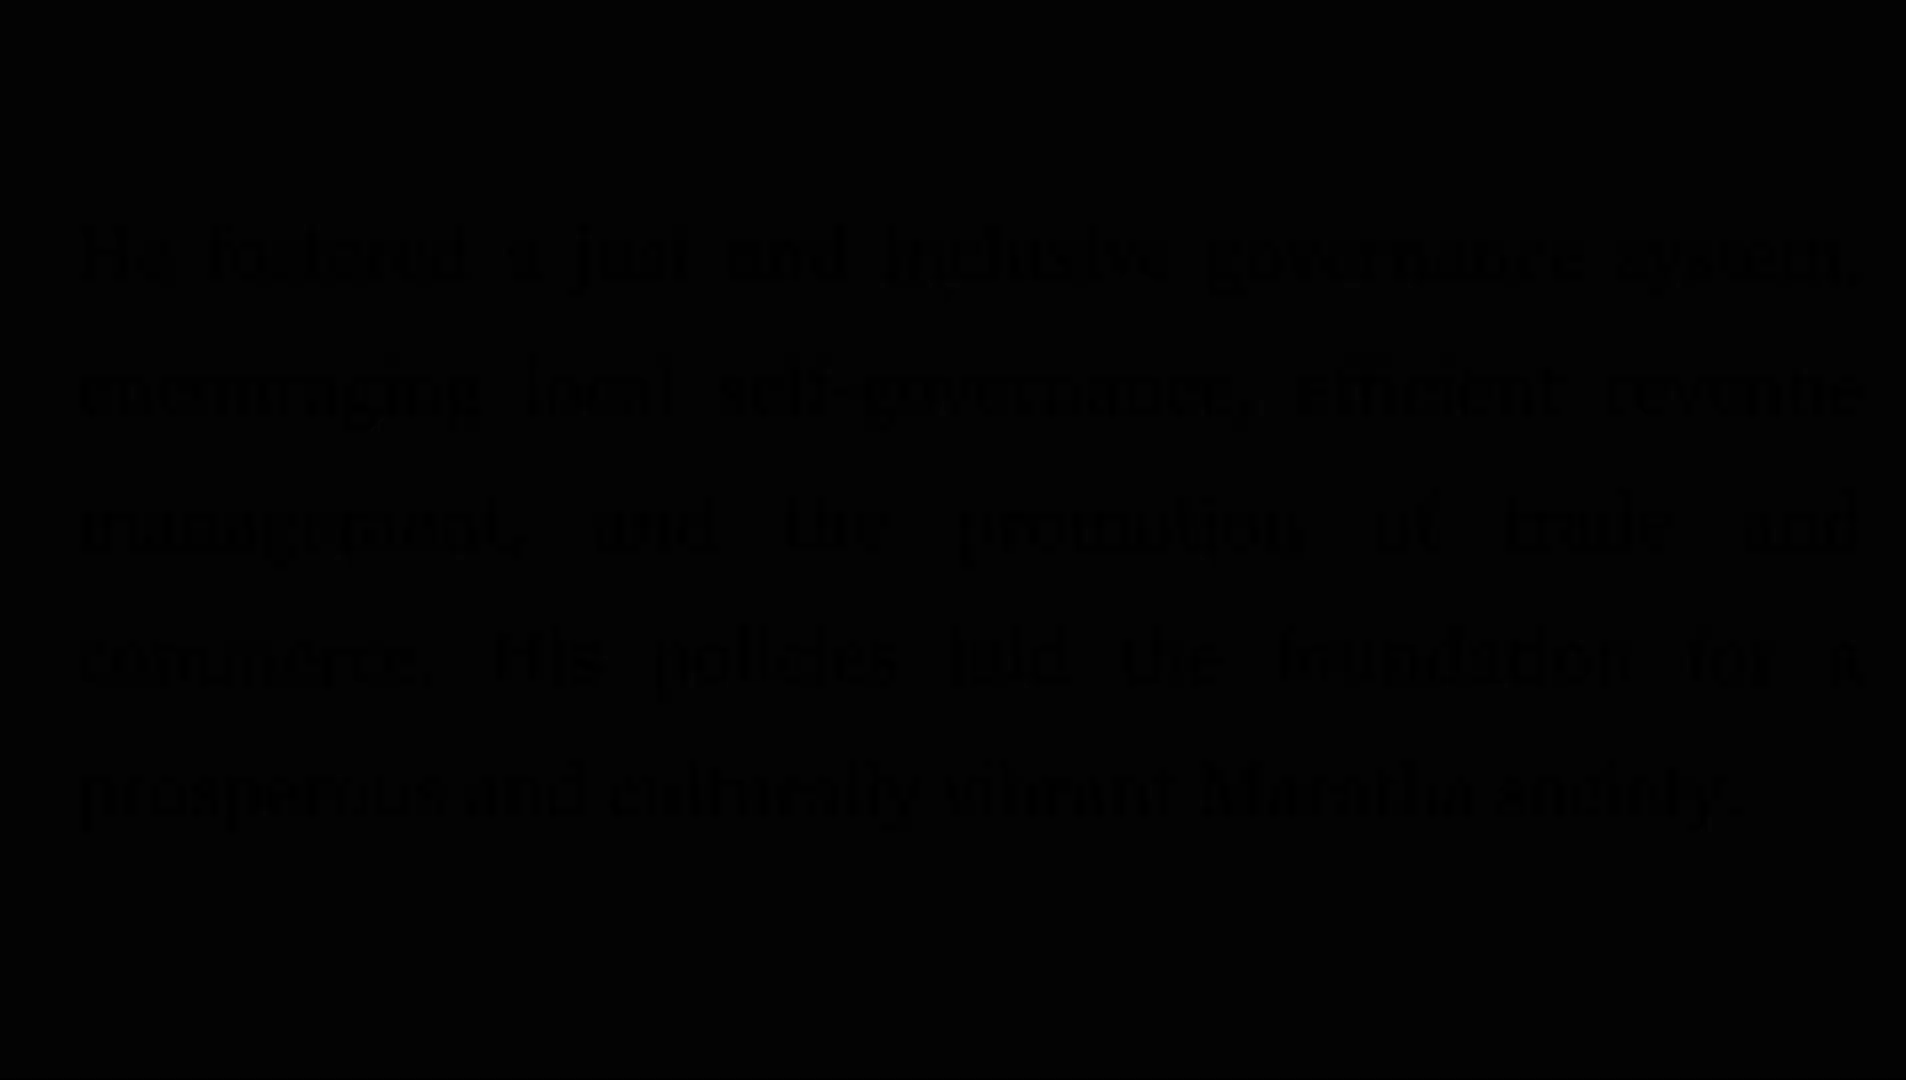 He fostered a just and inclusive governance system,
encouraging local self-governance, efficient revenue
management, and the promotion of trade and
commerce. His policies laid the foundation for a
prosperous and culturally vibrant Maratha society.